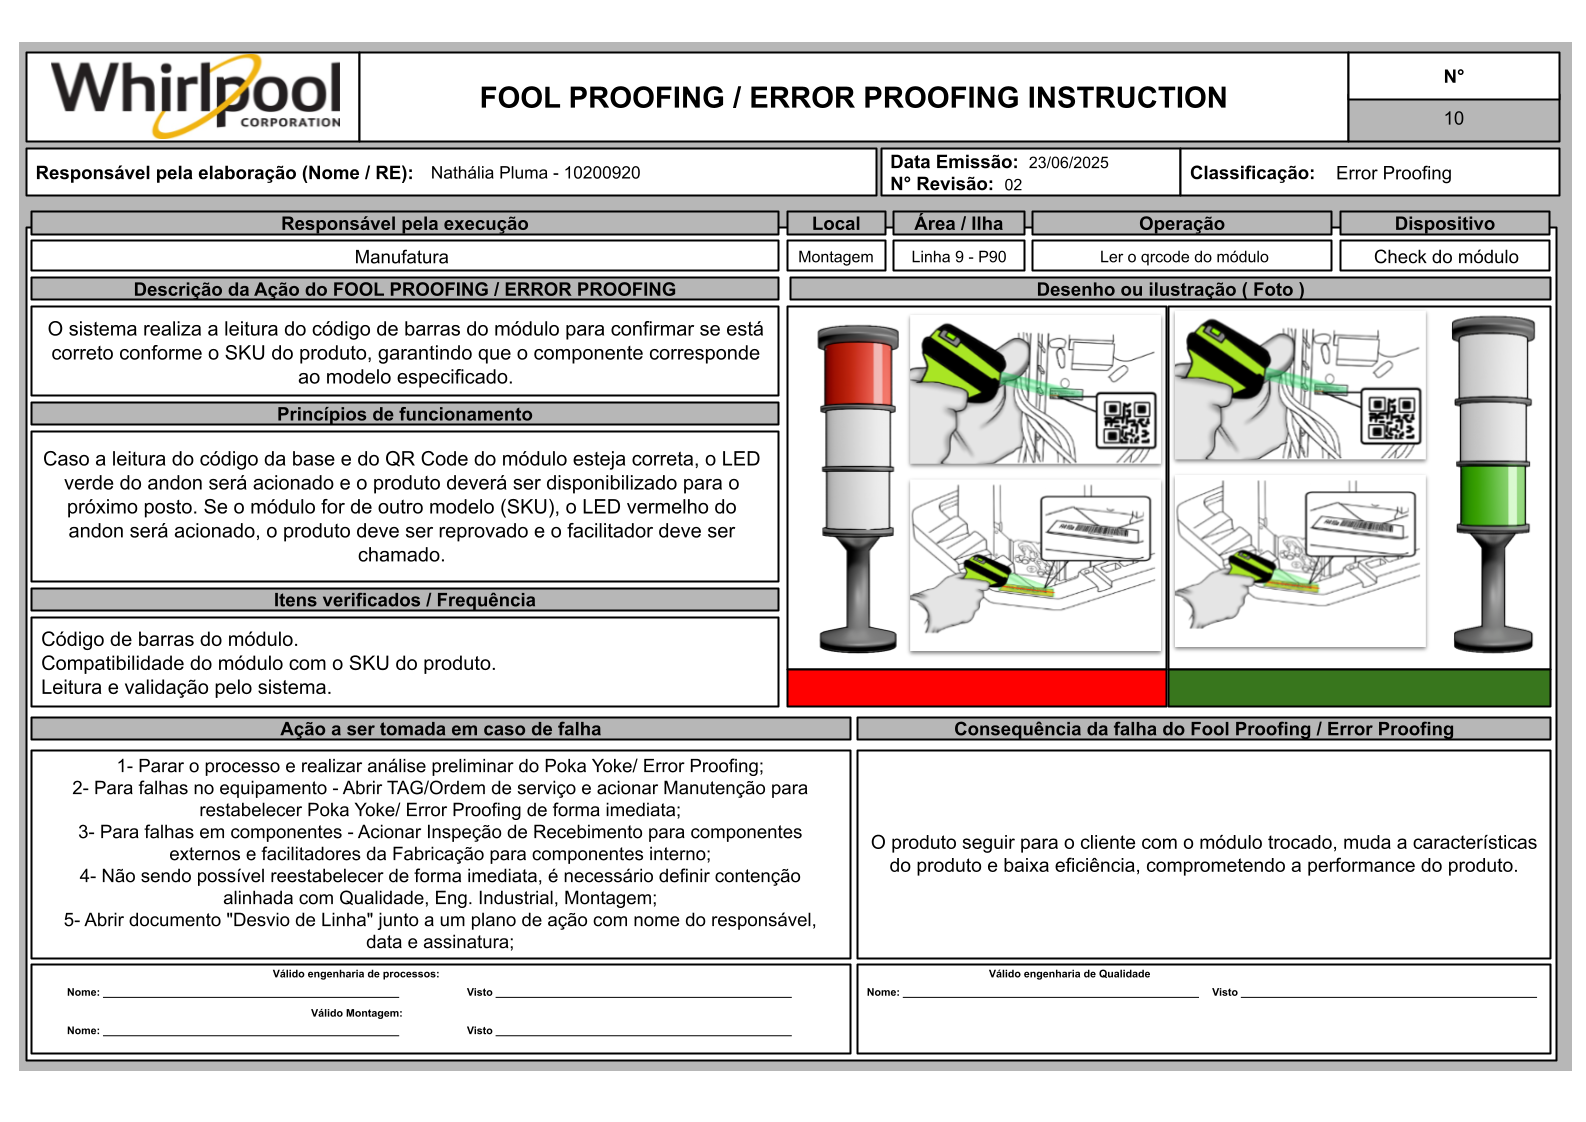 Whirlpool
CORPORATION
FOOL PROOFING / ERROR PROOFING INSTRUCTION
N°
10
Responsável pela elaboração (Nome / RE): Nathália Pluma - 10200920
Data Emissão: 23/06/2025
N° Revisão: 02
Classificação: Error Proofing
Responsável pela execução
Manufatura
Local
Montagem
Área / Ilha
Linha 9 - P90
Operação
Ler o qrcode do módulo
Dispositivo
Check do módulo
Descrição da Ação do FOOL PROOFING / ERROR PROOFING
O sistema realiza a leitura do código de barras do módulo para confirmar se está
correto conforme o SKU do produto, garantindo que o componente corresponde
ao modelo especificado.
Princípios de funcionamento
Caso a leitura do código da base e do QR Code do módulo esteja correta, o LED
verde do andon será acionado e o produto deverá ser disponibilizado para o
próximo posto. Se o módulo for de outro modelo (SKU), o LED vermelho do
andon será acionado, o produto deve ser reprovado e o facilitador deve ser
chamado.
Itens verificados / Frequência
Código de barras do módulo.
Compatibilidade do módulo com o SKU do produto.
Leitura e validação pelo sistema.
Desenho ou ilustração ( Foto )
Ação a ser tomada em caso de falha
1- Parar o processo e realizar análise preliminar do Poka Yoke/ Error Proofing;
2- Para falhas no equipamento - Abrir TAG/Ordem de serviço e acionar Manutenção para
restabelecer Poka Yoke/ Error Proofing de forma imediata;
3- Para falhas em componentes - Acionar Inspeção de Recebimento para componentes
externos e facilitadores da Fabricação para componentes interno;
4- Não sendo possível reestabelecer de forma imediata, é necessário definir contenção
alinhada com Qualidade, Eng. Industrial, Montagem;
5- Abrir documento "Desvio de Linha" junto a um plano de ação com nome do responsável,
data e assinatura;
Consequência da falha do Fool Proofing / Error Proofing
O produto seguir para o cliente com o módulo trocado, muda a características
do produto e baixa eficiência, comprometendo a performance do produto.
Válido engenharia de processos:
Nome: Visto
Válido Montagem:
Nome: Visto
Válido engenharia de Qualidade
Nome: Visto